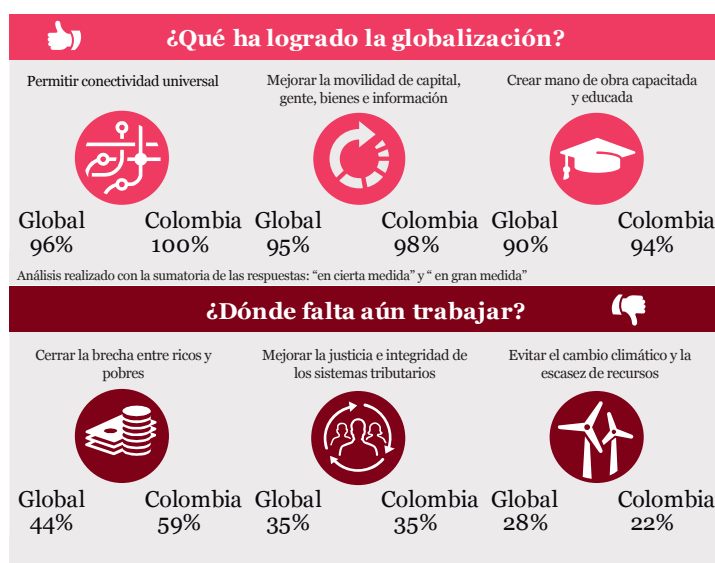 ¿Qué ha logrado la globalización?
Permitir conectividad universal
Global Colombia
96% 100%
Mejorar la movilidad de capital,
gente, bienes e información
Global Colombia
95% 98%
Crear mano de obra capacitada
y educada
Global Colombia
90% 94%
Análisis realizado con la sumatoria de las respuestas: “en cierta medida” y “ en gran medida”
¿Dónde falta aún trabajar?
Cerrar la brecha entre ricos y
pobres
Global Colombia
44% 59%
Mejorar la justicia e integridad de
los sistemas tributarios
Global Colombia
35% 35%
Evitar el cambio climático y la
escasez de recursos
Global Colombia
28% 22%